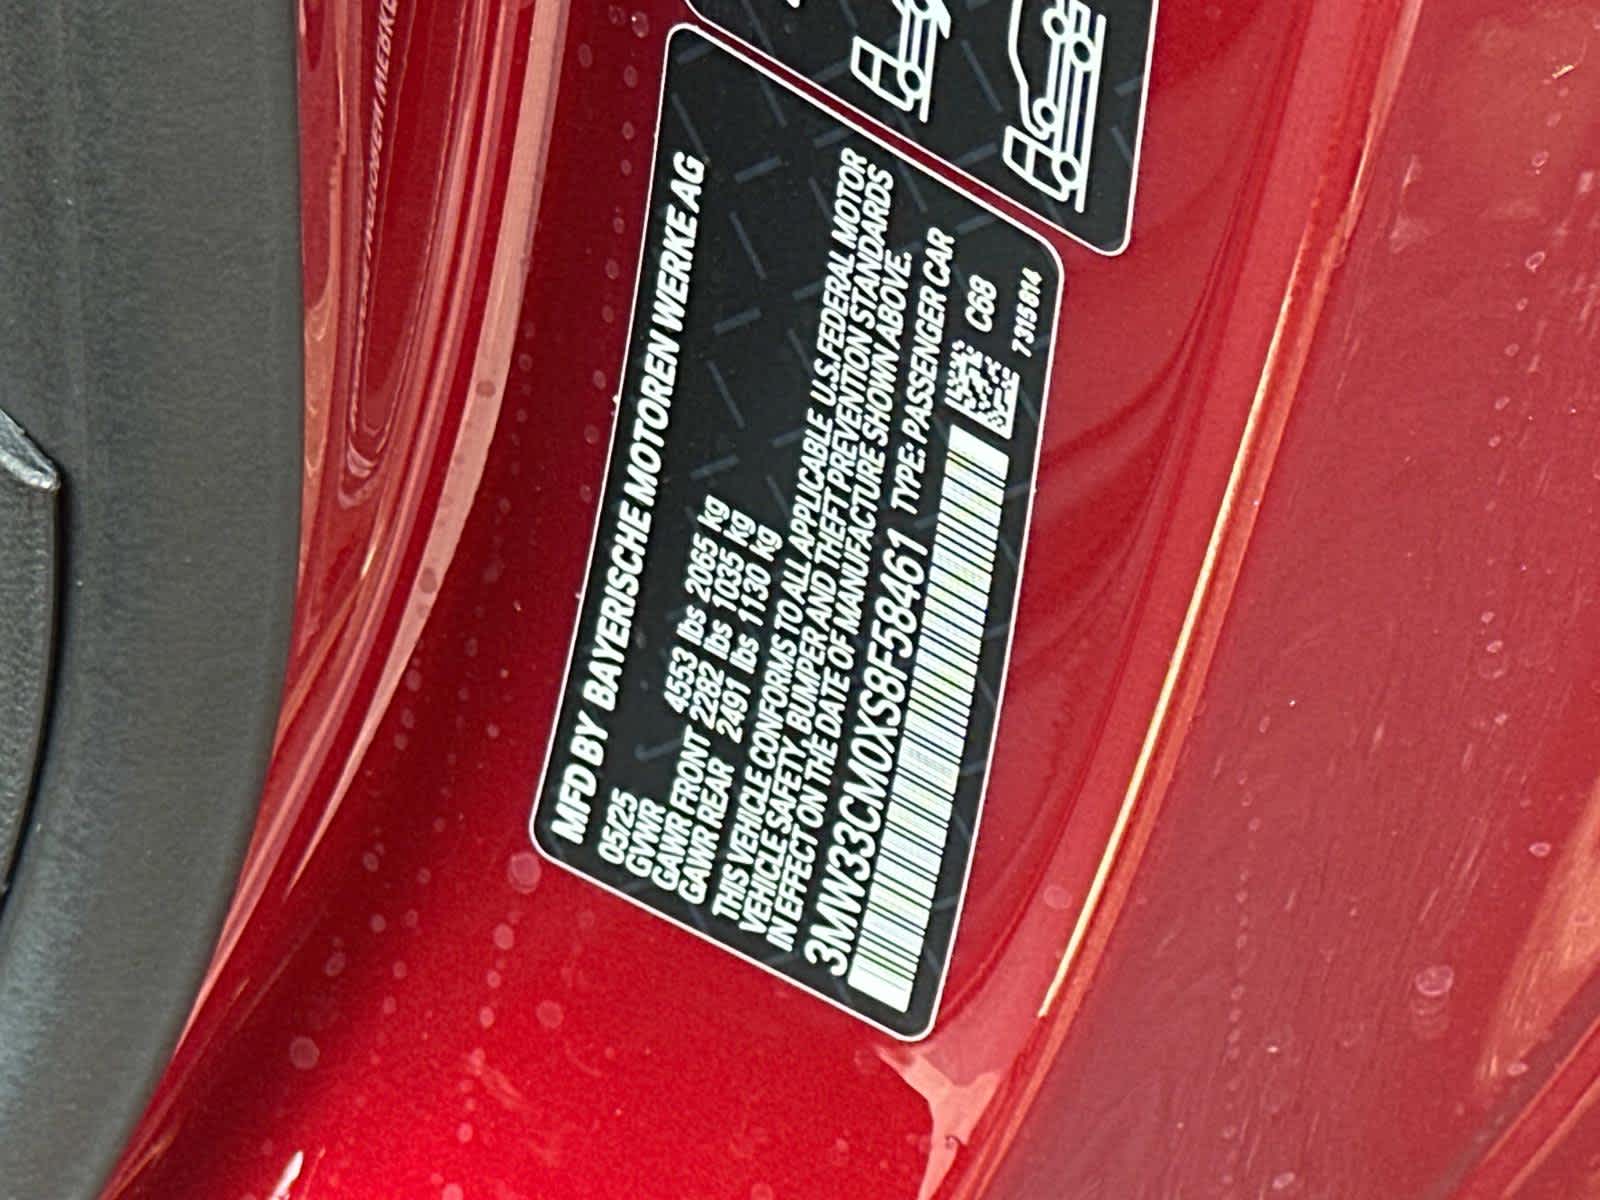 MFD BY BAYERISCHE MOTOREN WERKE AG
05/25
GVWR 4553 lbs 2065 kg
GAWR FRONT 2282 lbs 1035 kg
GAWR REAR 2491 lbs 1130 kg
THIS VEHICLE CONFORMS TO ALL APPLICABLE U.S.FEDERAL MOTOR
VEHICLE SAFETY, BUMPER AND THEFT PREVENTION STANDARDS
IN EFFECT ON THE DATE OF MANUFACTURE SHOWN ABOVE.
3MW33CM0XS8F58461 TYPE: PASSENGER CAR
C68
7315814